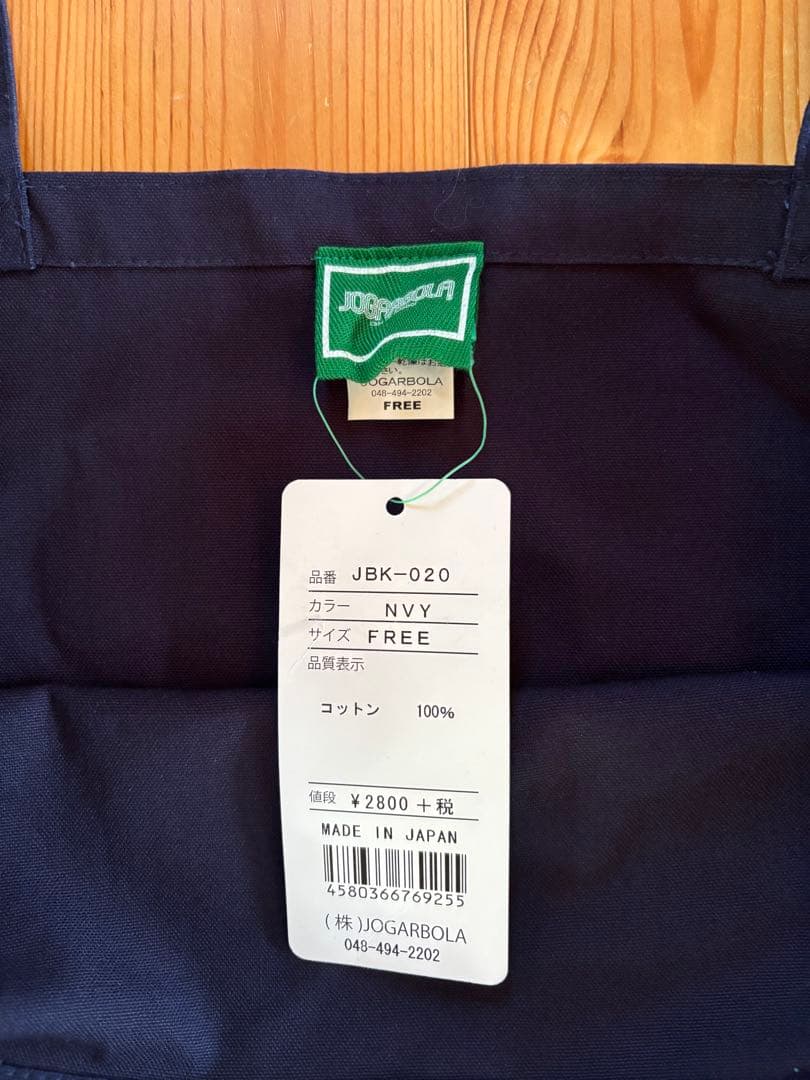 JOGARBOLA
さい。
JOGARBOLA
048-494-2202
FREE
品番 JBK-020
カラー NVY
サイズ FREE
品質表示
コットン 100%
値段 ¥2800+税
MADE IN JAPAN
4580366769255
(株)JOGARBOLA
048-494-2202